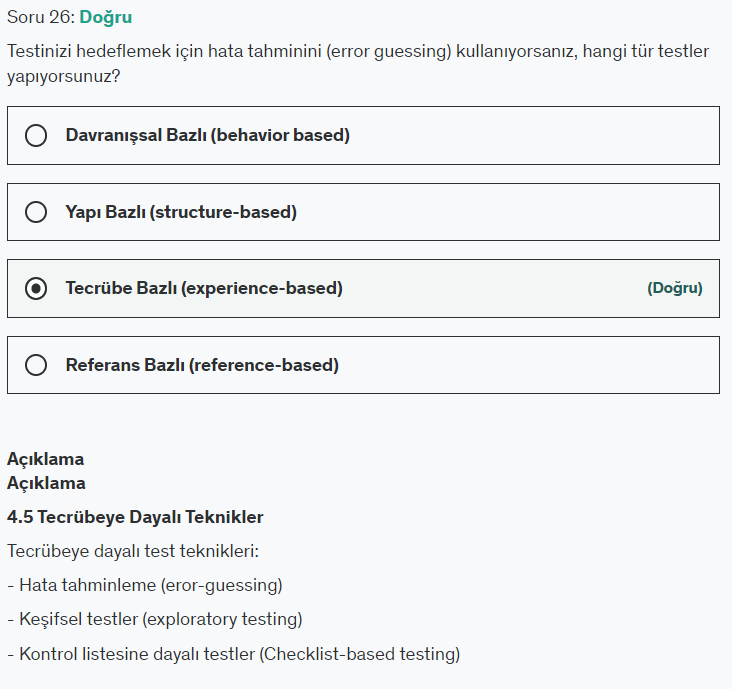 Soru 26: Doğru
Testinizi hedeflemek için hata tahminini (error guessing) kullanıyorsanız, hangi tür testler
yapıyorsunuz?
Davranışsal Bazlı (behavior based)
Yapı Bazlı (structure-based)
Tecrübe Bazlı (experience-based) (Doğru)
Referans Bazlı (reference-based)
Açıklama
Açıklama
4.5 Tecrübeye Dayalı Teknikler
Tecrübeye dayalı test teknikleri:
- Hata tahminleme (eror-guessing)
- Keşifsel testler (exploratory testing)
- Kontrol listesine dayalı testler (Checklist-based testing)